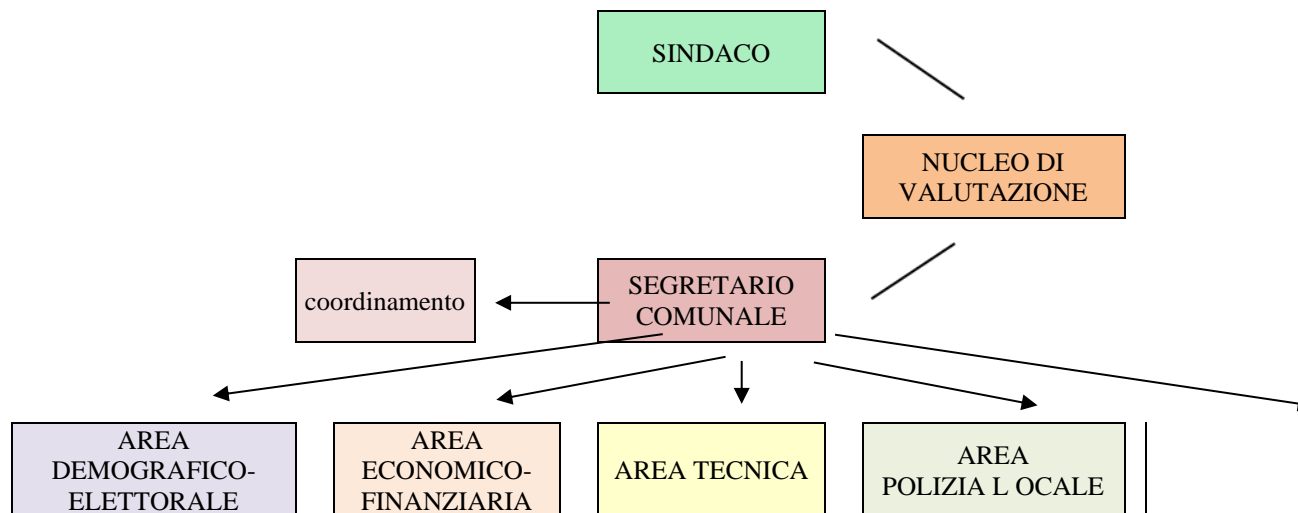 SINDACO
NUCLEO DI
VALUTAZIONE
coordinamento
SEGRETARIO
COMUNALE
AREA
DEMOGRAFICO-
ELETTORALE
AREA
ECONOMICO-
FINANZIARIA
AREA TECNICA
AREA
POLIZIA L OCALE